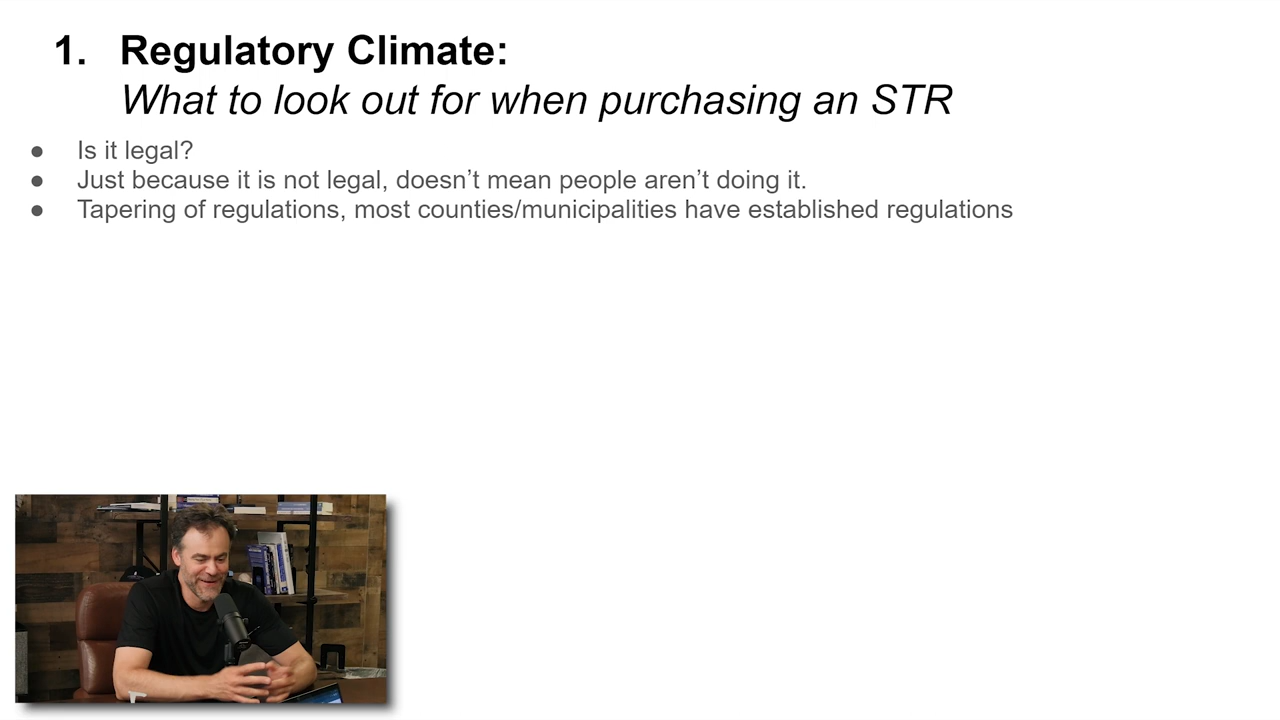 1. Regulatory Climate:
What to look out for when purchasing an STR
● Is it legal?
● Just because it is not legal, doesn’t mean people aren’t doing it.
● Tapering of regulations, most counties/municipalities have established regulations